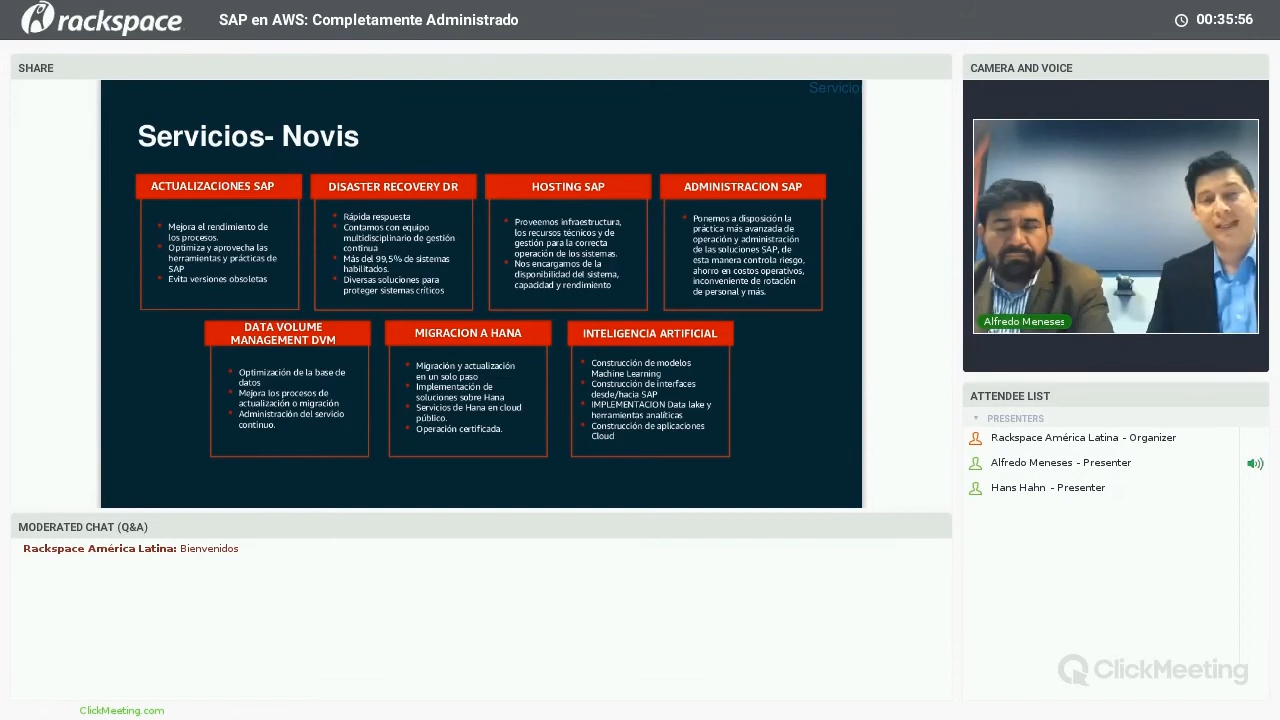 rackspace
SAP en AWS: Completamente Administrado
00:35:56
SHARE
Servicio
Servicios- Novis
ACTUALIZACIONES SAP
Mejora el rendimiento de
los procesos.
Optimiza y aprovecha las
herramientas y prácticas de
SAP
Evita versiones obsoletas
DISASTER RECOVERY DR
Rápida respuesta
Contamos con equipo
multidisciplinario de gestión
continua
Más del 99,5% de sistemas
habilitados.
Diversas soluciones para
proteger sistemas críticos
HOSTING SAP
Proveemos infraestructura,
los recursos técnicos y de
gestión para la correcta
operación de los sistemas.
Nos encargamos de la
disponibilidad del sistema,
capacidad y rendimiento
ADMINISTRACION SAP
Ponemos a disposición la
práctica más avanzada de
operación y administración
de las soluciones SAP, de
esta manera controla riesgo,
ahorro en costos operativos,
inconveniente de rotación
de personal y más.
DATA VOLUME
MANAGEMENT DVM
Optimización de la base de
datos
Mejora los procesos de
actualización o migración
Administración del servicio
continuo.
MIGRACION A HANA
Migración y actualización
en un solo paso
Implementación de
soluciones sobre Hana
Servicios de Hana en cloud
público.
Operación certificada.
INTELIGENCIA ARTIFICIAL
Construcción de modelos
Machine Learning
Construcción de interfaces
desde/hacia SAP
IMPLEMENTACION Data lake y
herramientas analíticas
Construcción de aplicaciones
Cloud
CAMERA AND VOICE
Alfredo Meneses
ATTENDEE LIST
PRESENTERS
Rackspace América Latina - Organizer
Alfredo Meneses - Presenter
Hans Hahn - Presenter
MODERATED CHAT (Q&A)
Rackspace América Latina: Bienvenidos
ClickMeeting
ClickMeeting.com